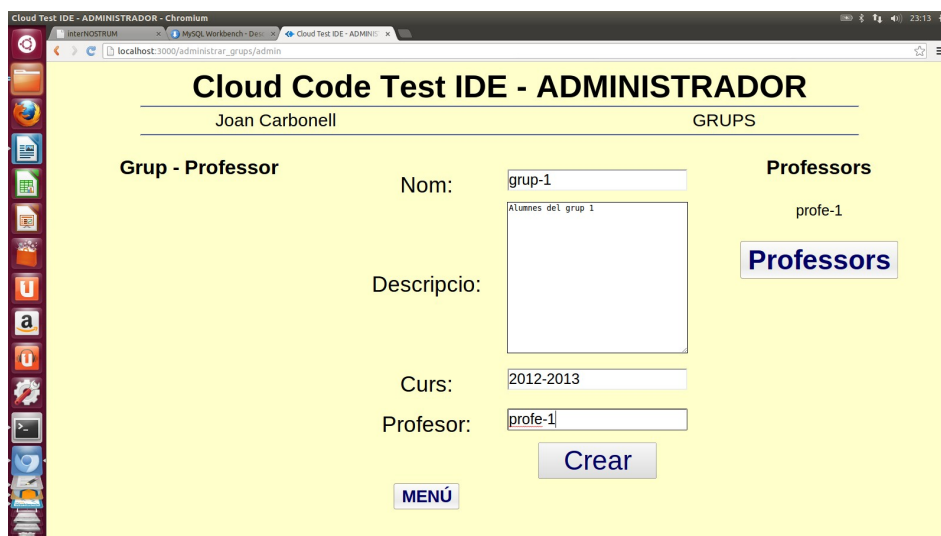 Cloud Test IDE - ADMINISTRADOR - Chromium
23:13
interNOSTRUM
MySQL Workbench - Desc
Cloud Test IDE - ADMINIS
localhost:3000/administrar_grups/admin
Cloud Code Test IDE - ADMINISTRADOR
Joan Carbonell
GRUPS
Grup - Professor
Nom:
grup-1
Professors
Alumnes del grup 1
profe-1
Professors
Descripcio:
Curs:
2012-2013
Profesor:
profe-1
Crear
MENÚ